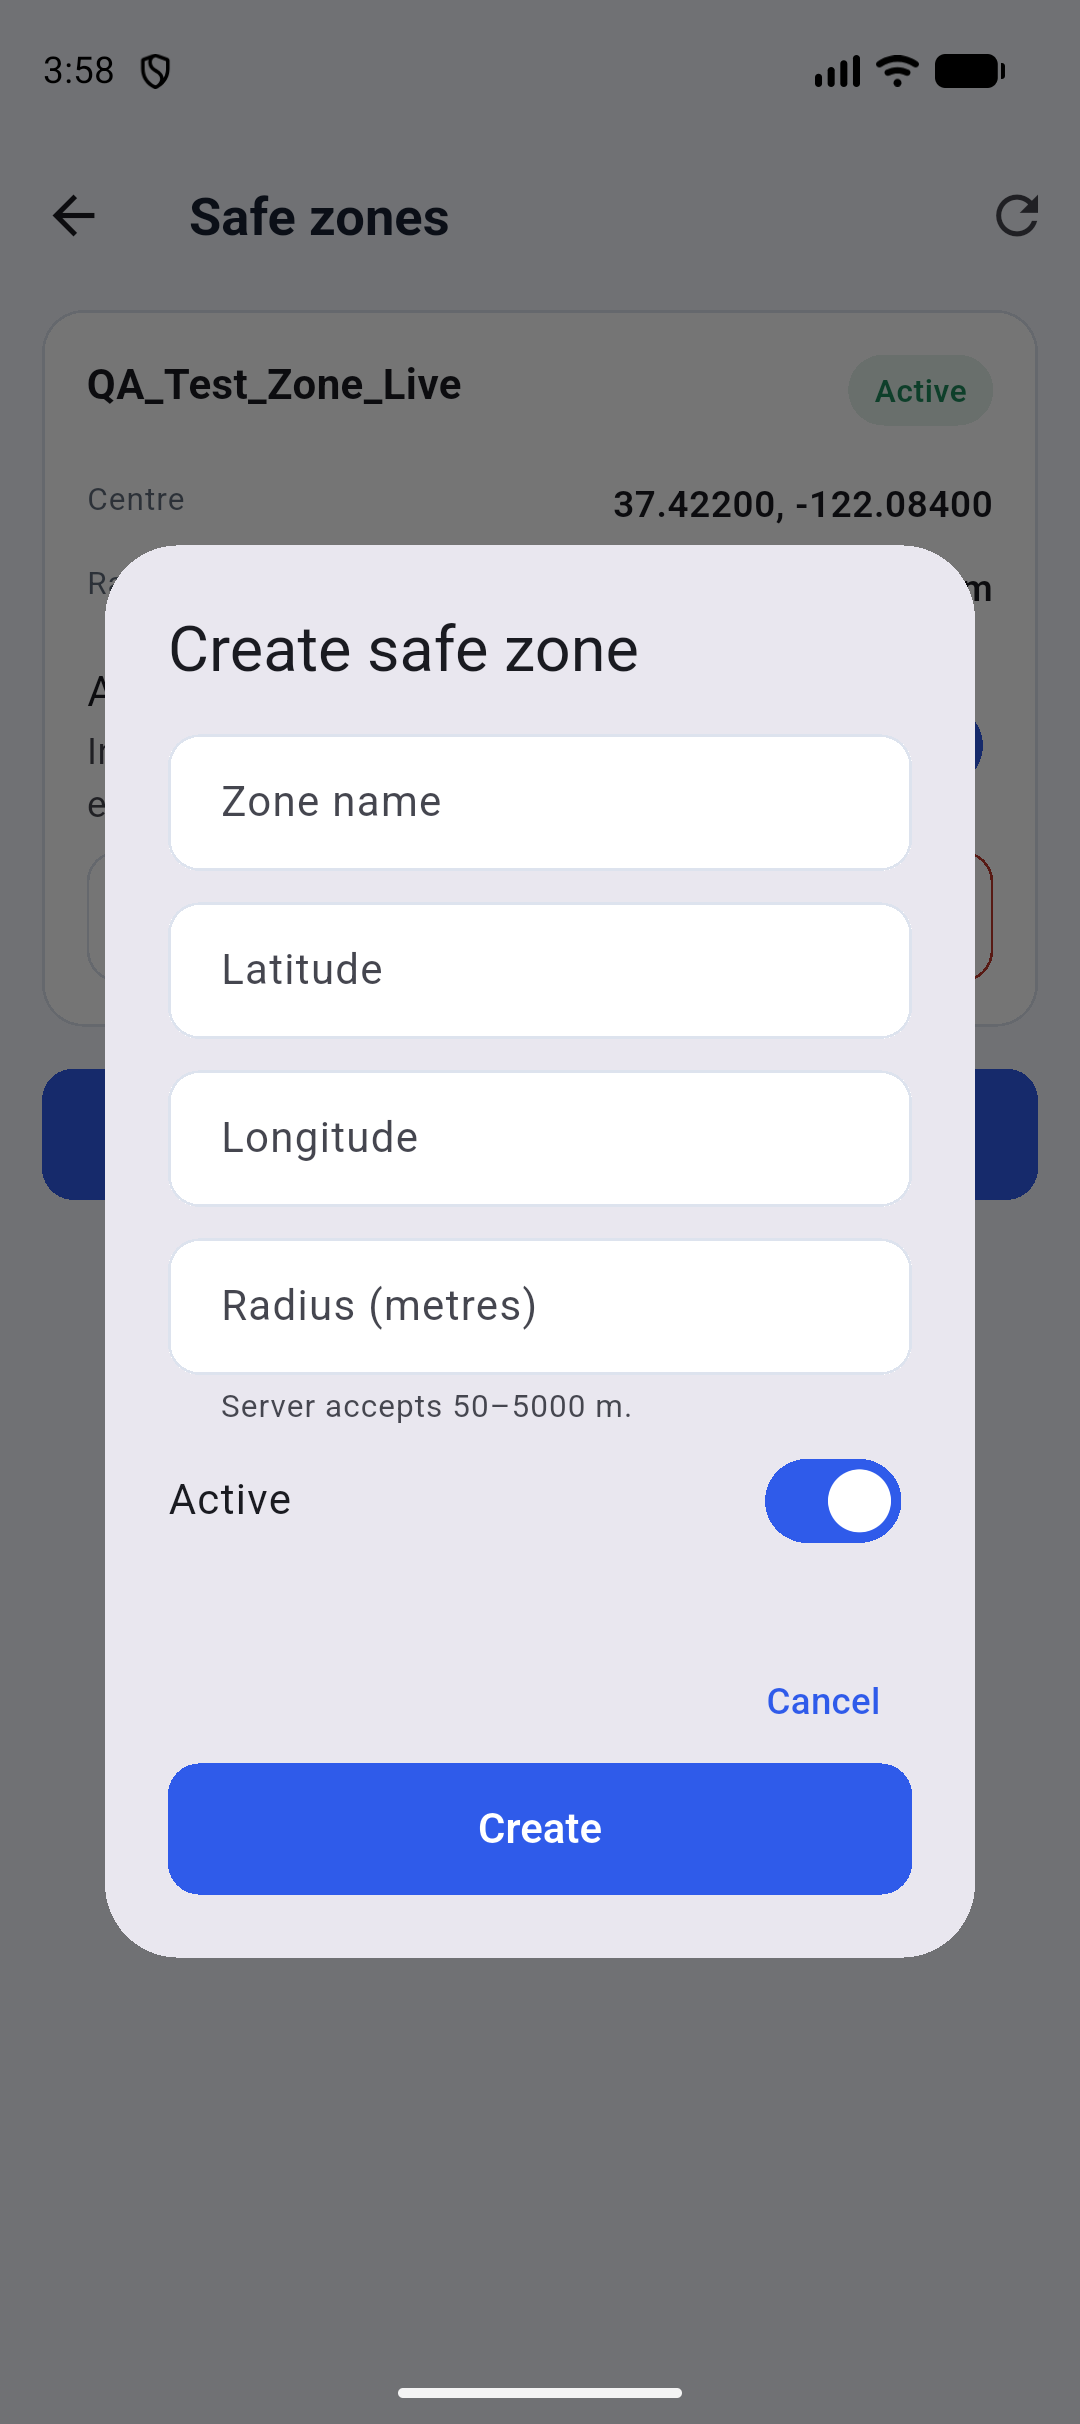 3:58
Safe zones
QA_Test_Zone_Live
Active
Centre
37.42200, -122.08400
m
Create safe zone
Zone name
Latitude
Longitude
Radius (metres)
Server accepts 50–5000 m.
Active
Cancel
Create